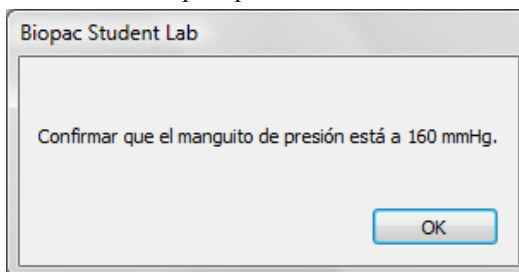 Biopac Student Lab
Confirmar que el manguito de presión está a 160 mmHg.
OK